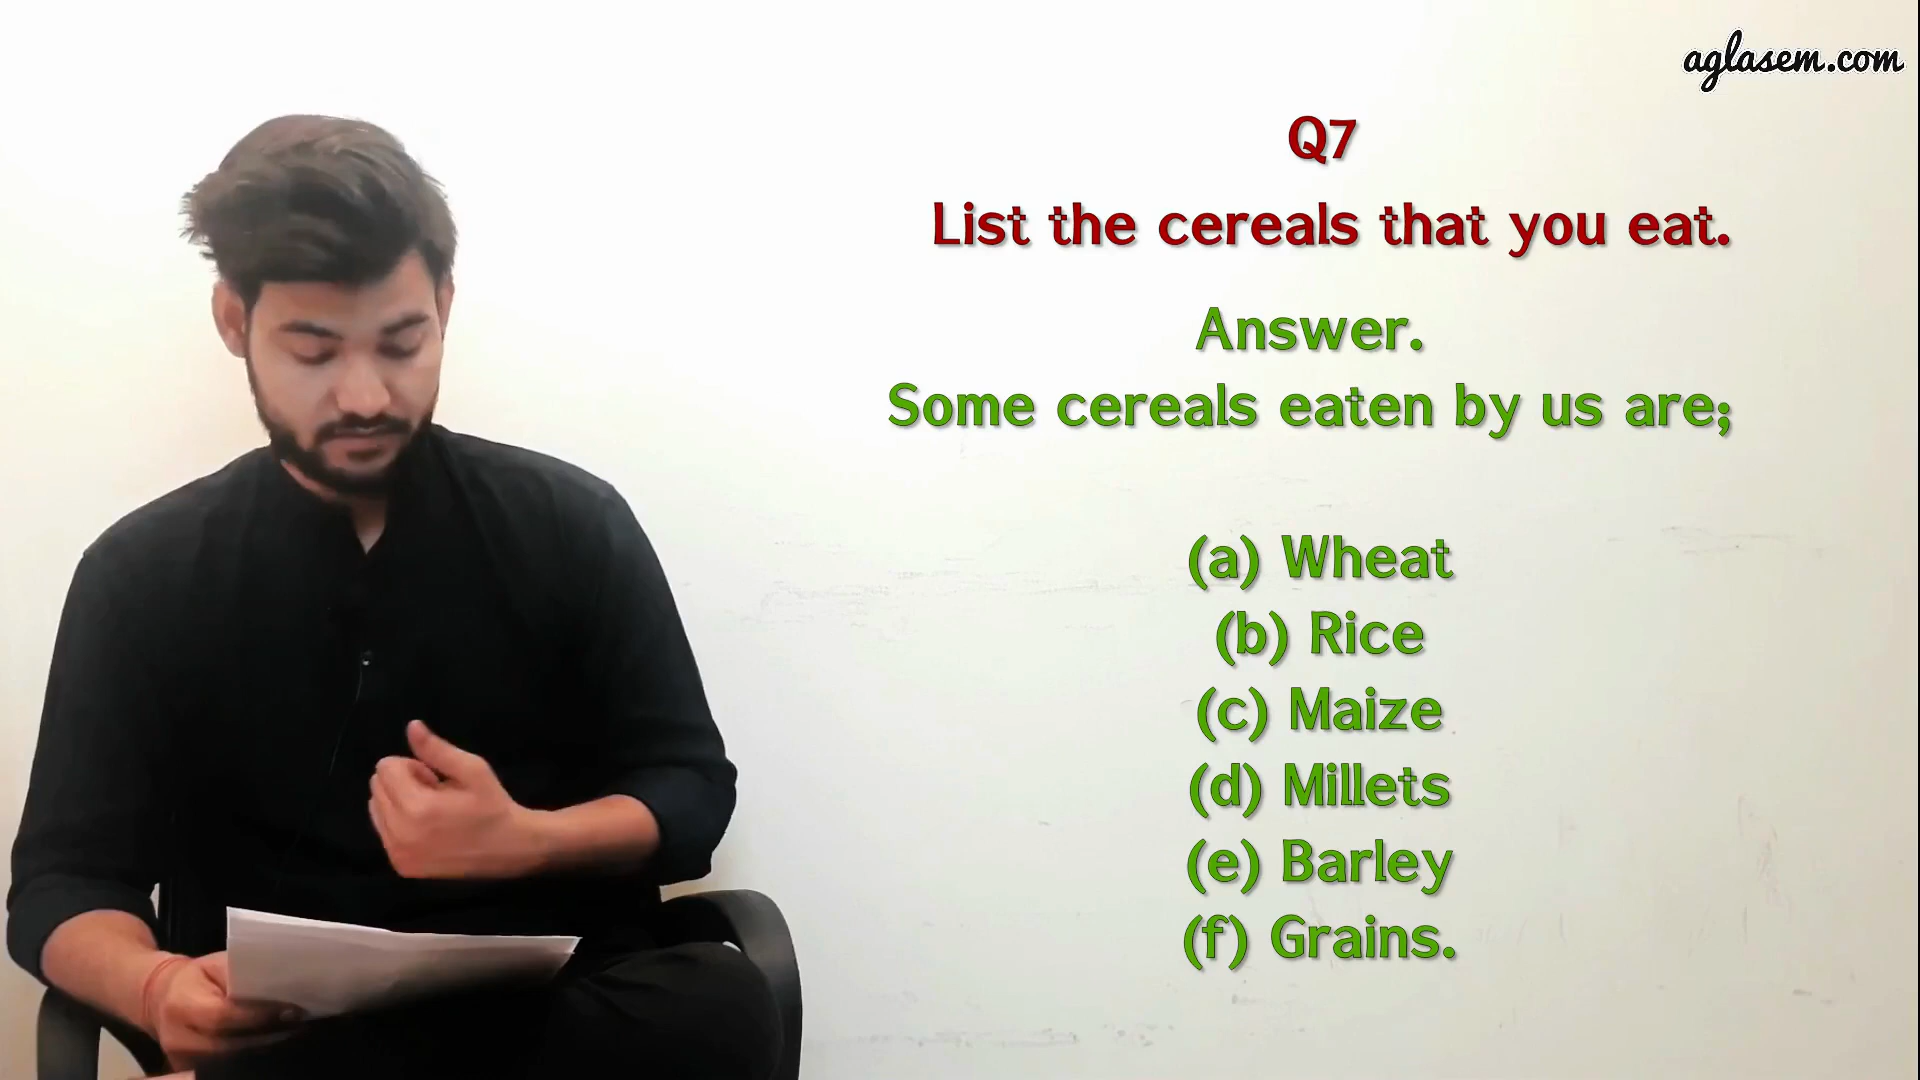 aglasem.com
Q7
List the cereals that you eat.
Answer.
Some cereals eaten by us are;
(a) Wheat
(b) Rice
(c) Maize
(d) Millets
(e) Barley
(f) Grains.